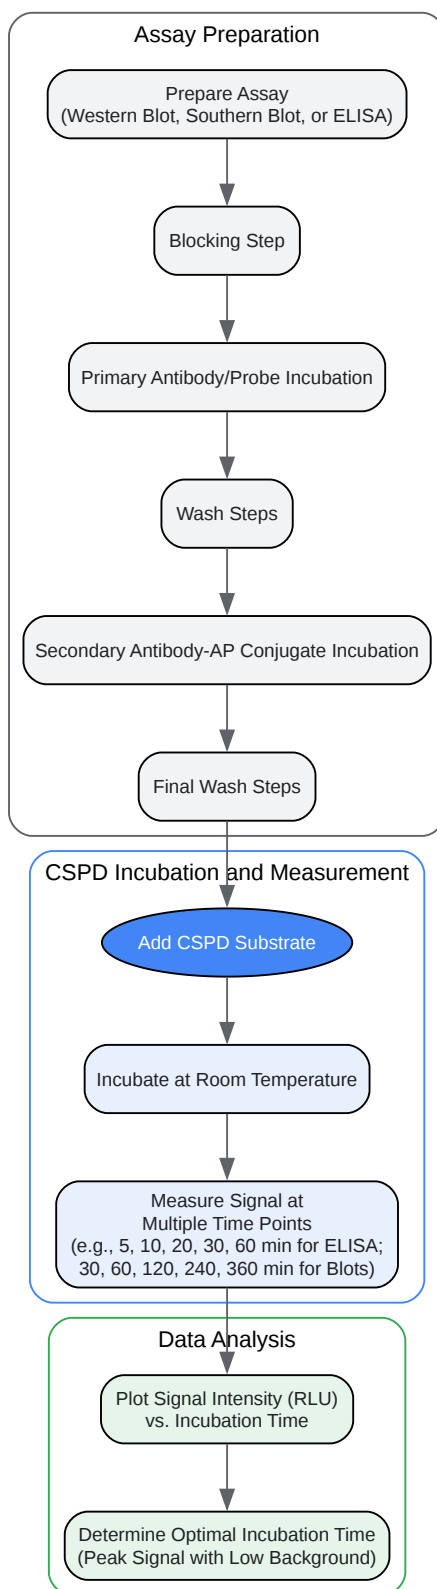 Assay Preparation
Prepare Assay
(Western Blot, Southern Blot, or ELISA)
Blocking Step
Primary Antibody/Probe Incubation
Wash Steps
Secondary Antibody-AP Conjugate Incubation
Final Wash Steps
CSPD Incubation and Measurement
Add CSPD Substrate
Incubate at Room Temperature
Measure Signal at
Multiple Time Points
(e.g., 5, 10, 20, 30, 60 min for ELISA;
30, 60, 120, 240, 360 min for Blots)
Data Analysis
Plot Signal Intensity (RLU)
vs. Incubation Time
Determine Optimal Incubation Time
(Peak Signal with Low Background)